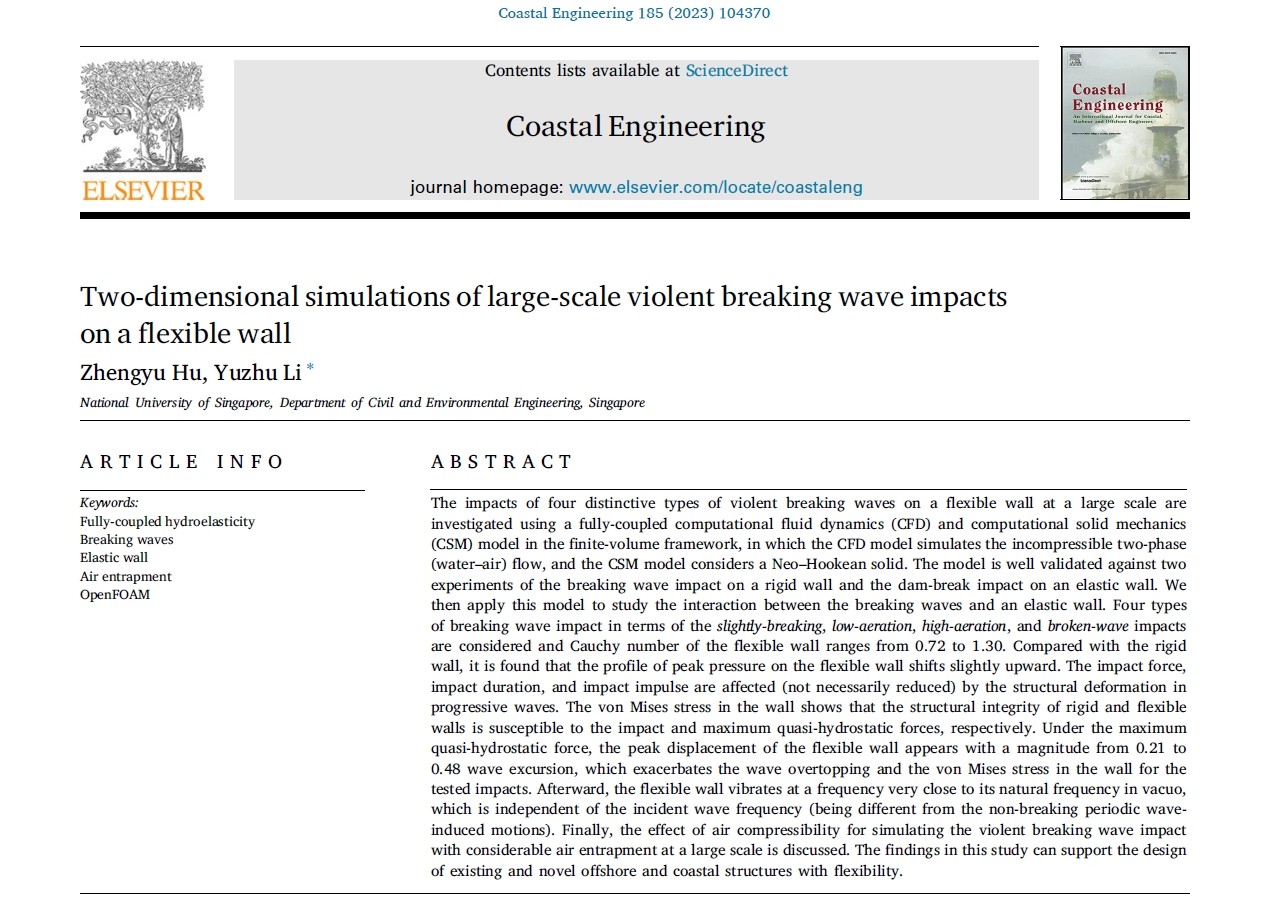 Coastal Engineering 185 (2023) 104370
Contents lists available at ScienceDirect
Coastal Engineering
journal homepage: www.elsevier.com/locate/coastaleng
ELSEVIER
Coastal
Engineering
An International Journal for Coastal,
Harbour and Offshore Engineers
Two-dimensional simulations of large-scale violent breaking wave impacts
on a flexible wall
Zhengyu Hu, Yuzhu Li *
National University of Singapore, Department of Civil and Environmental Engineering, Singapore
ARTICLE INFO
Keywords:
Fully-coupled hydroelasticity
Breaking waves
Elastic wall
Air entrapment
OpenFOAM
ABSTRACT
The impacts of four distinctive types of violent breaking waves on a flexible wall at a large scale are
investigated using a fully-coupled computational fluid dynamics (CFD) and computational solid mechanics
(CSM) model in the finite-volume framework, in which the CFD model simulates the incompressible two-phase
(water–air) flow, and the CSM model considers a Neo–Hookean solid. The model is well validated against two
experiments of the breaking wave impact on a rigid wall and the dam-break impact on an elastic wall. We
then apply this model to study the interaction between the breaking waves and an elastic wall. Four types
of breaking wave impact in terms of the slightly-breaking, low-aeration, high-aeration, and broken-wave impacts
are considered and Cauchy number of the flexible wall ranges from 0.72 to 1.30. Compared with the rigid
wall, it is found that the profile of peak pressure on the flexible wall shifts slightly upward. The impact force,
impact duration, and impact impulse are affected (not necessarily reduced) by the structural deformation in
progressive waves. The von Mises stress in the wall shows that the structural integrity of rigid and flexible
walls is susceptible to the impact and maximum quasi-hydrostatic forces, respectively. Under the maximum
quasi-hydrostatic force, the peak displacement of the flexible wall appears with a magnitude from 0.21 to
0.48 wave excursion, which exacerbates the wave overtopping and the von Mises stress in the wall for the
tested impacts. Afterward, the flexible wall vibrates at a frequency very close to its natural frequency in vacuo,
which is independent of the incident wave frequency (being different from the non-breaking periodic wave-
induced motions). Finally, the effect of air compressibility for simulating the violent breaking wave impact
with considerable air entrapment at a large scale is discussed. The findings in this study can support the design
of existing and novel offshore and coastal structures with flexibility.